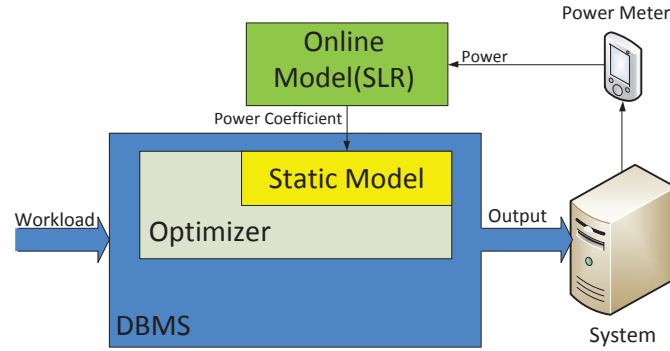 Power Meter
Online
Model(SLR)
Power
Power Coefficient
Static Model
Workload
Optimizer
Output
DBMS
System